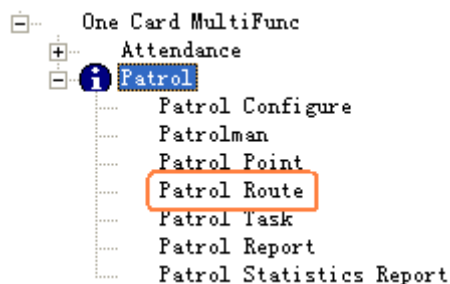 One Card MultiFunc
Attendance
Patrol
Patrol Configure
Patrolman
Patrol Point
Patrol Route
Patrol Task
Patrol Report
Patrol Statistics Report